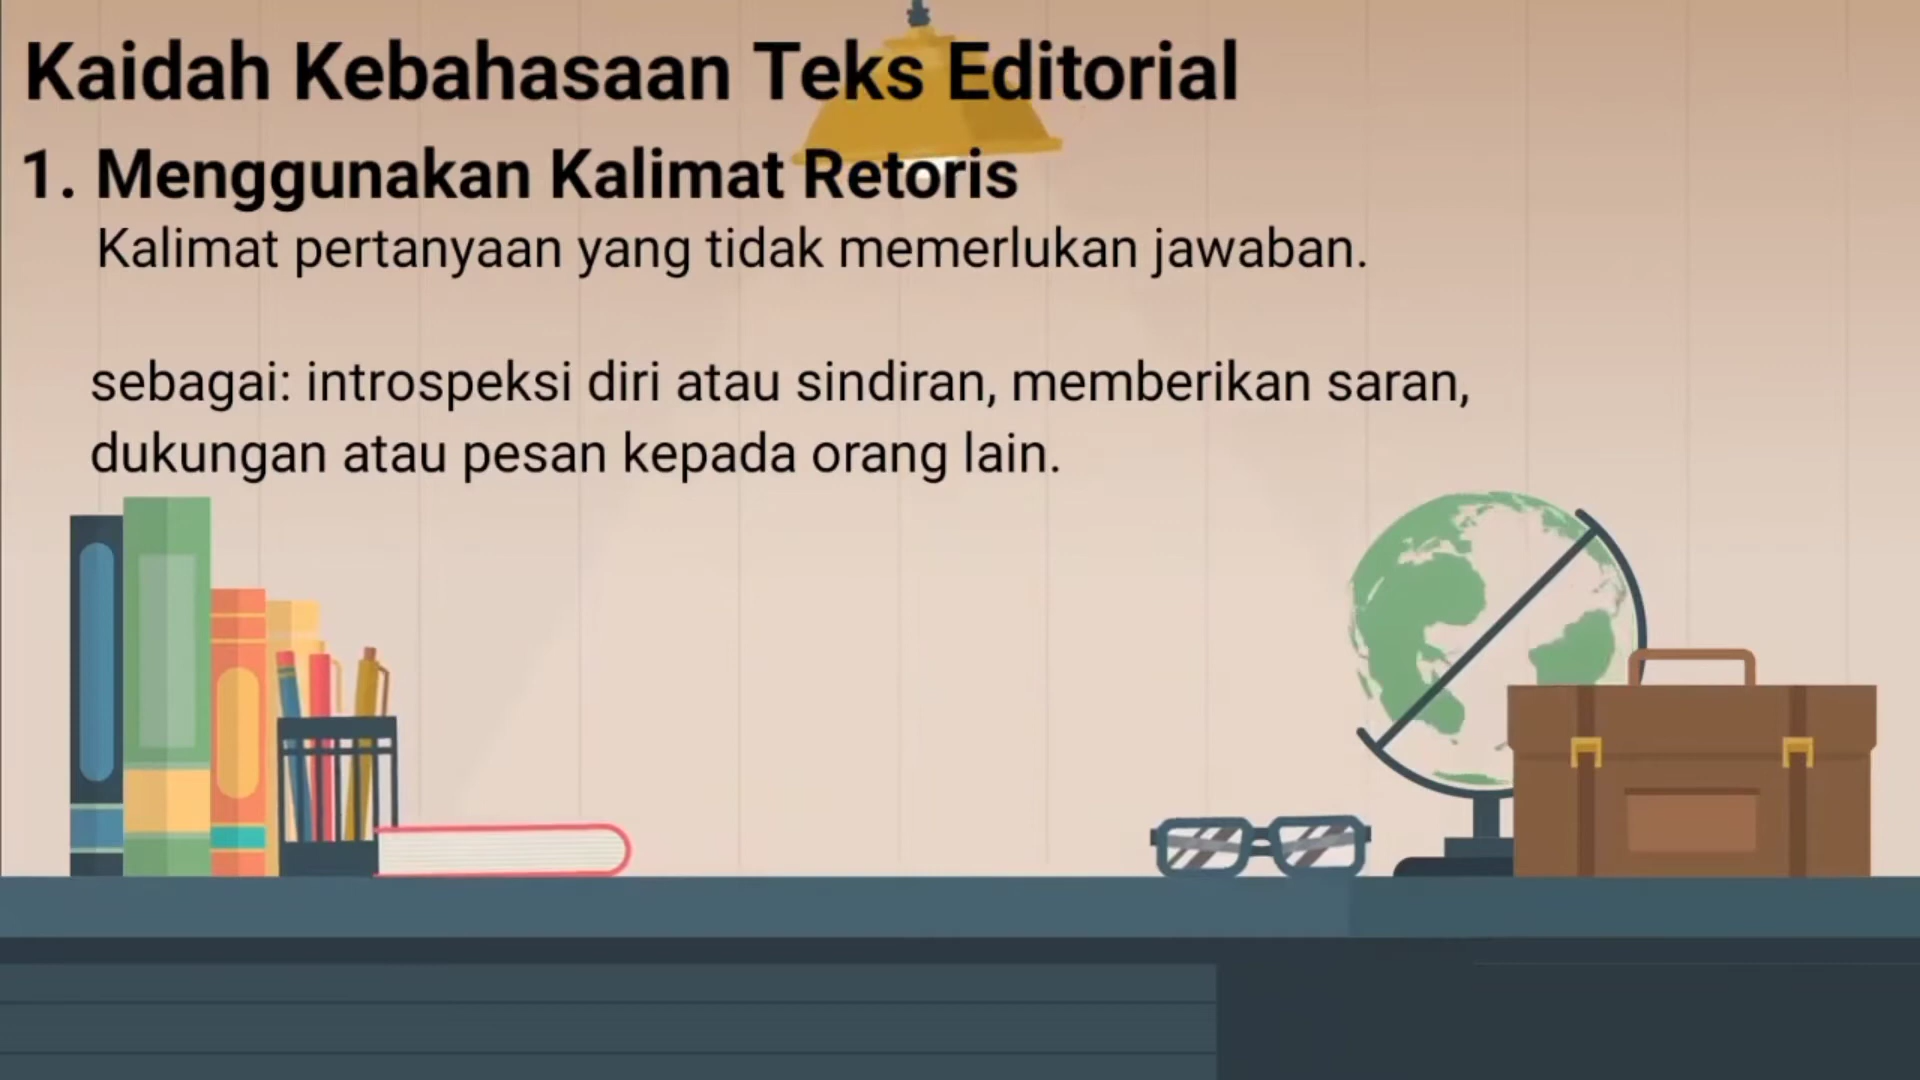 Kaidah Kebahasaan Teks Editorial
1. Menggunakan Kalimat Retoris
Kalimat pertanyaan yang tidak memerlukan jawaban.
sebagai: introspeksi diri atau sindiran, memberikan saran,
dukungan atau pesan kepada orang lain.